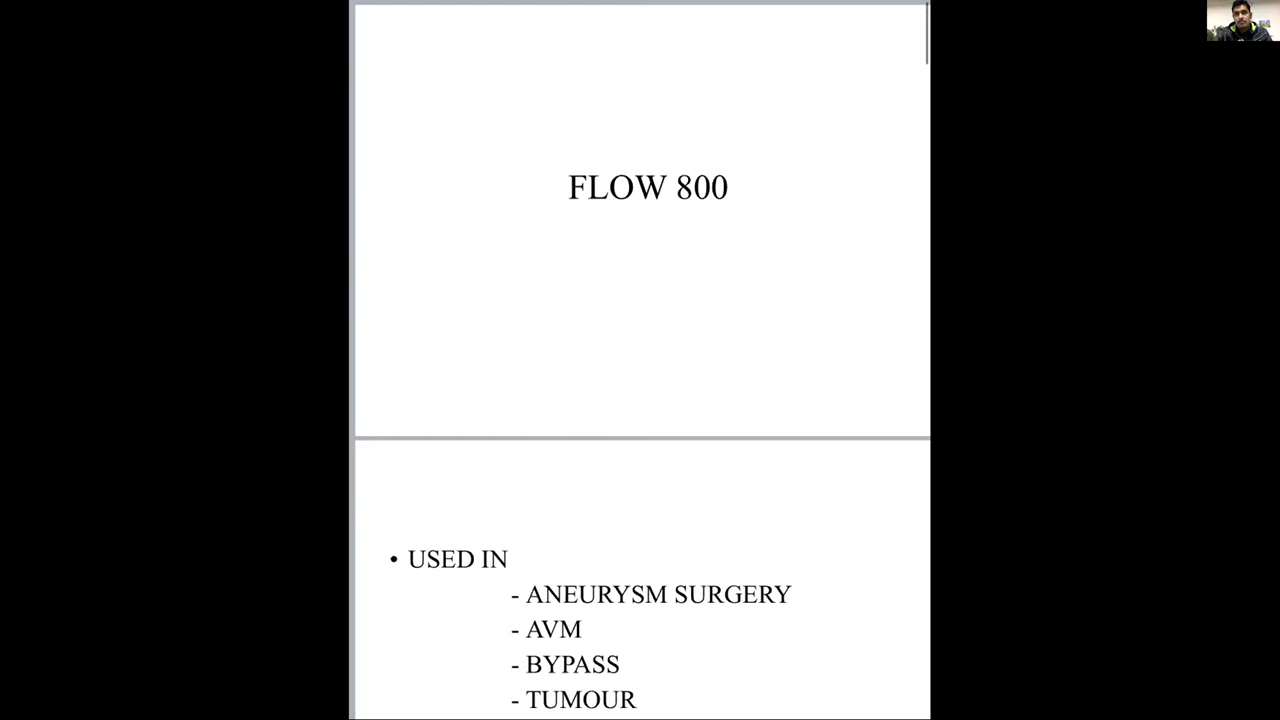 FLOW 800
• USED IN
- ANEURYSM SURGERY
- AVM
- BYPASS
- TUMOUR